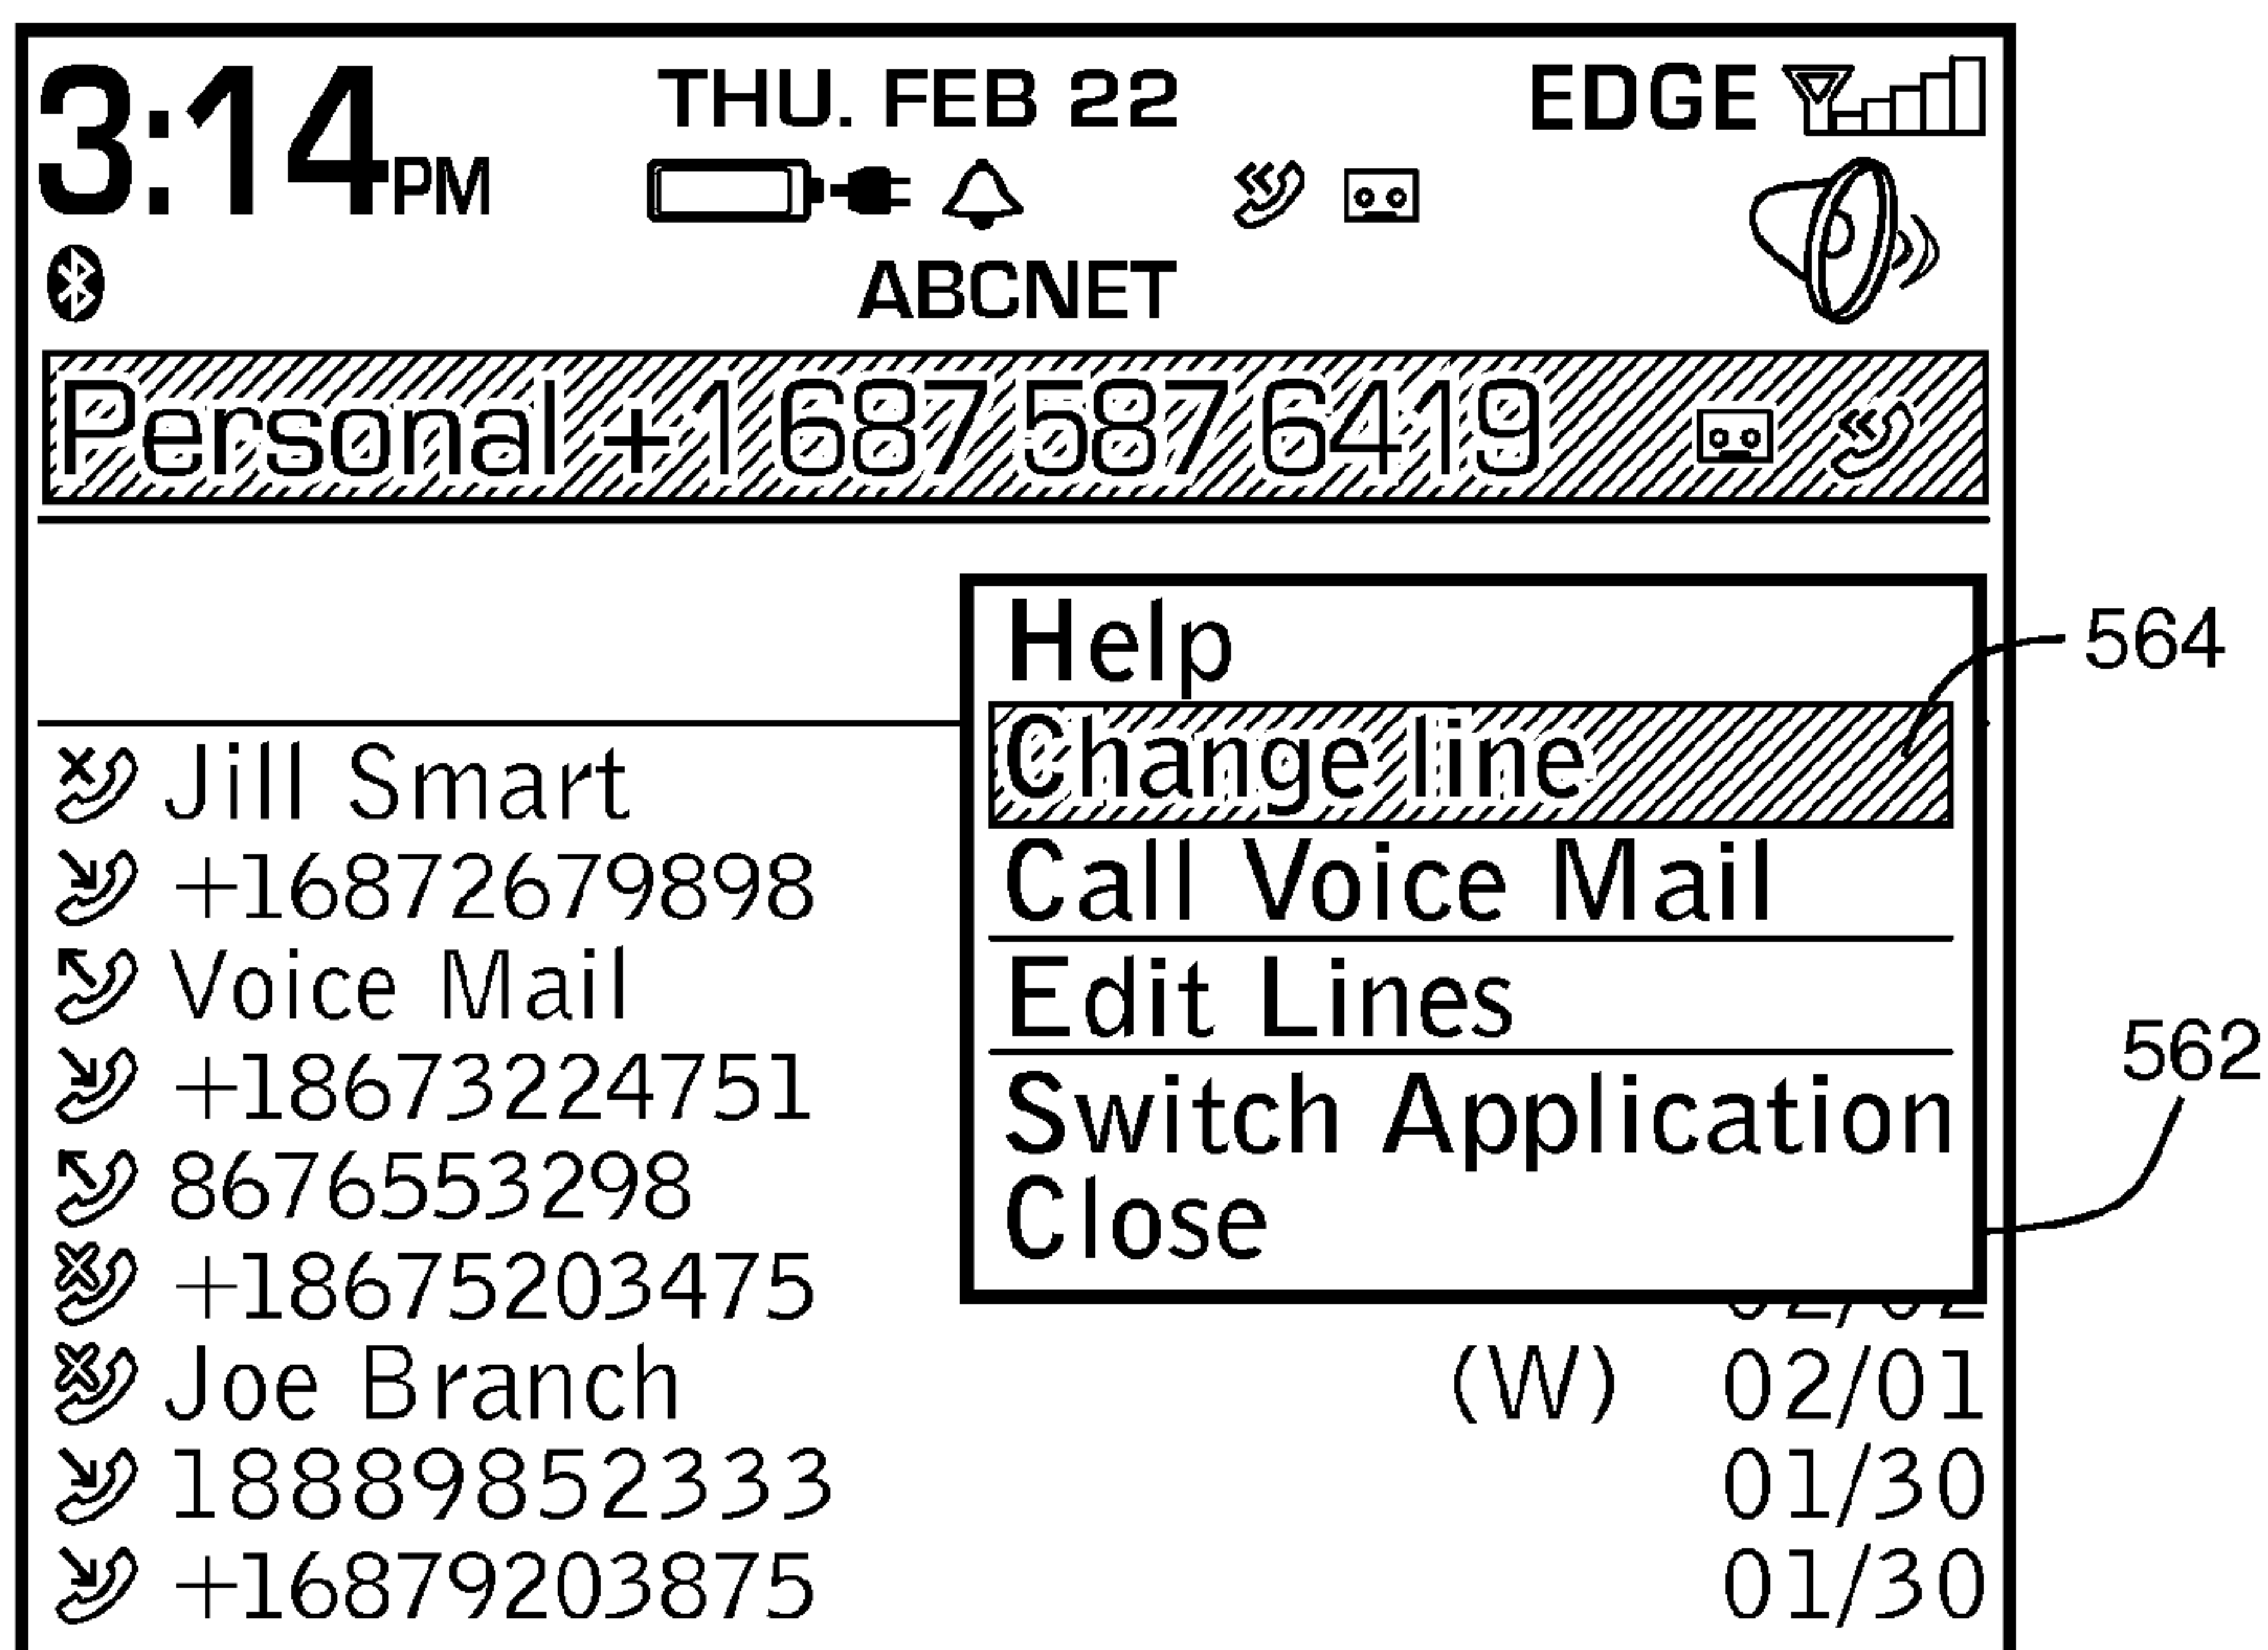 3:14PM THU. FEB 22 EDGE
ABCNET
Personal +1 687 587 6419
Help
564
Change line
Jill Smart
Call Voice Mail
+16872679898
Voice Mail
Edit Lines
562
+18673224751
Switch Application
8676553298
Close
+18675203475
Joe Branch (W) 02/01
18889852333 01/30
+16879203875 01/30